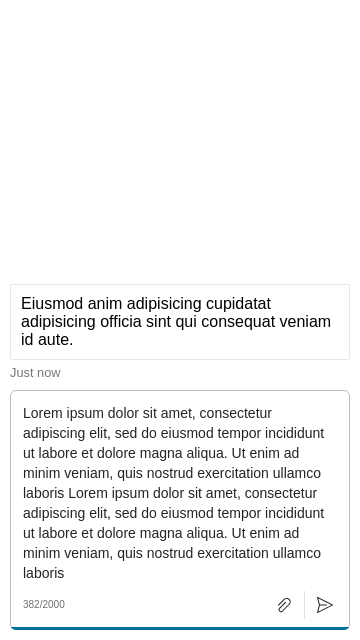 Eiusmod anim adipisicing cupidatat
adipisicing officia sint qui consequat veniam
id aute.
Just now
Lorem ipsum dolor sit amet, consectetur
adipiscing elit, sed do eiusmod tempor incididunt
ut labore et dolore magna aliqua. Ut enim ad
minim veniam, quis nostrud exercitation ullamco
laboris Lorem ipsum dolor sit amet, consectetur
adipiscing elit, sed do eiusmod tempor incididunt
ut labore et dolore magna aliqua. Ut enim ad
minim veniam, quis nostrud exercitation ullamco
laboris
382/2000